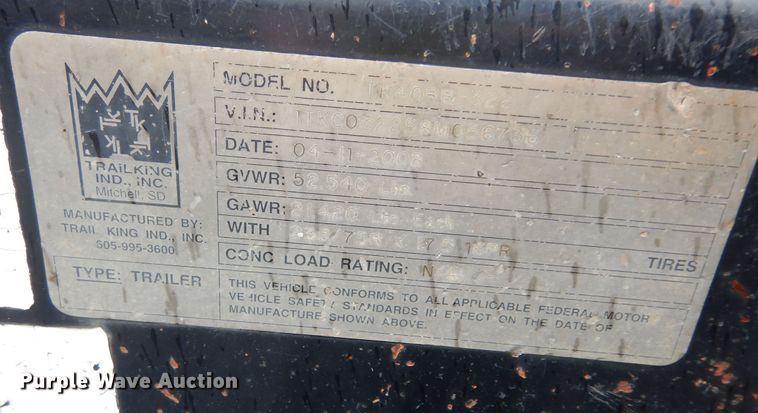 TRAIL KING
IND., INC.
Mitchell, SD
MANUFACTURED BY:
TRAIL KING IND., INC.
605-995-3600
TYPE: TRAILER
MODEL NO.
V.I.N.:
DATE: 04-11-2008
GVWR: 52,540 LBS
GAWR:
WITH TIRES
CONC LOAD RATING:
THIS VEHICLE CONFORMS TO ALL APPLICABLE FEDERAL MOTOR
VEHICLE SAFETY STANDARDS IN EFFECT ON THE DATE OF
MANUFACTURE SHOWN ABOVE.
Purple Wave Auction